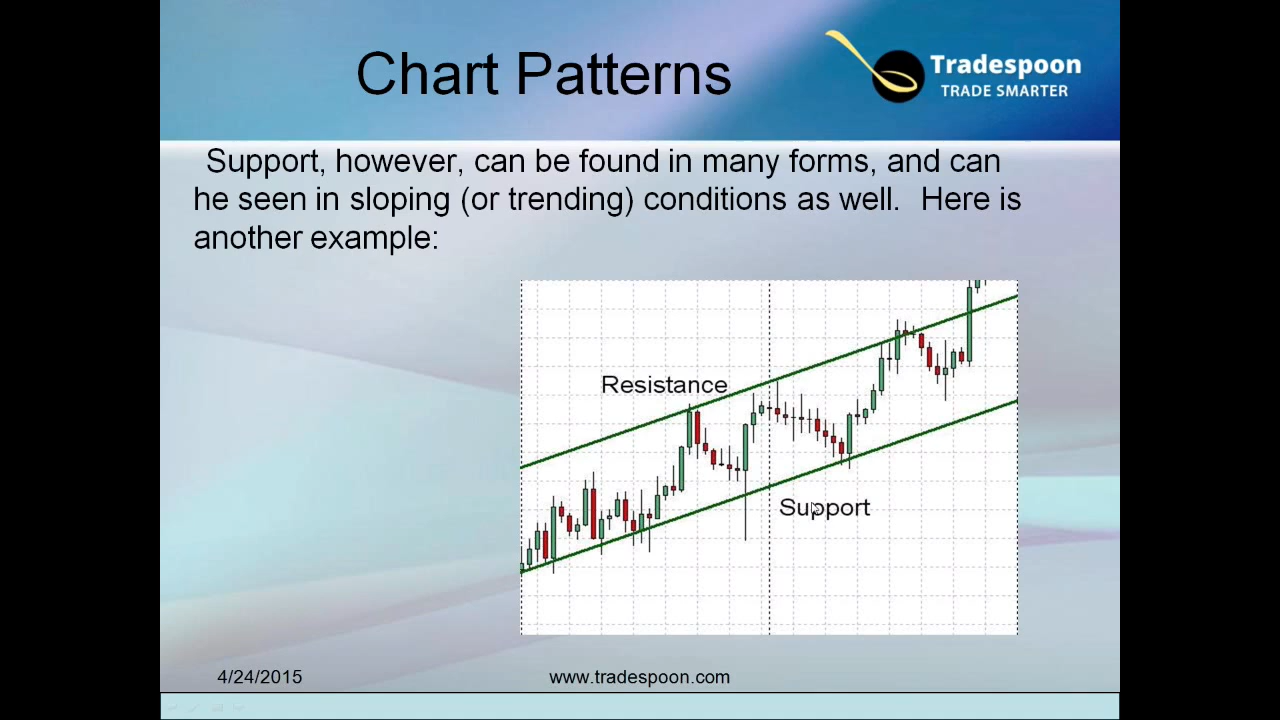 Chart Patterns
Tradespoon
TRADE SMARTER
Support, however, can be found in many forms, and can
he seen in sloping (or trending) conditions as well.  Here is
another example:
Resistance
Support
4/24/2015
www.tradespoon.com